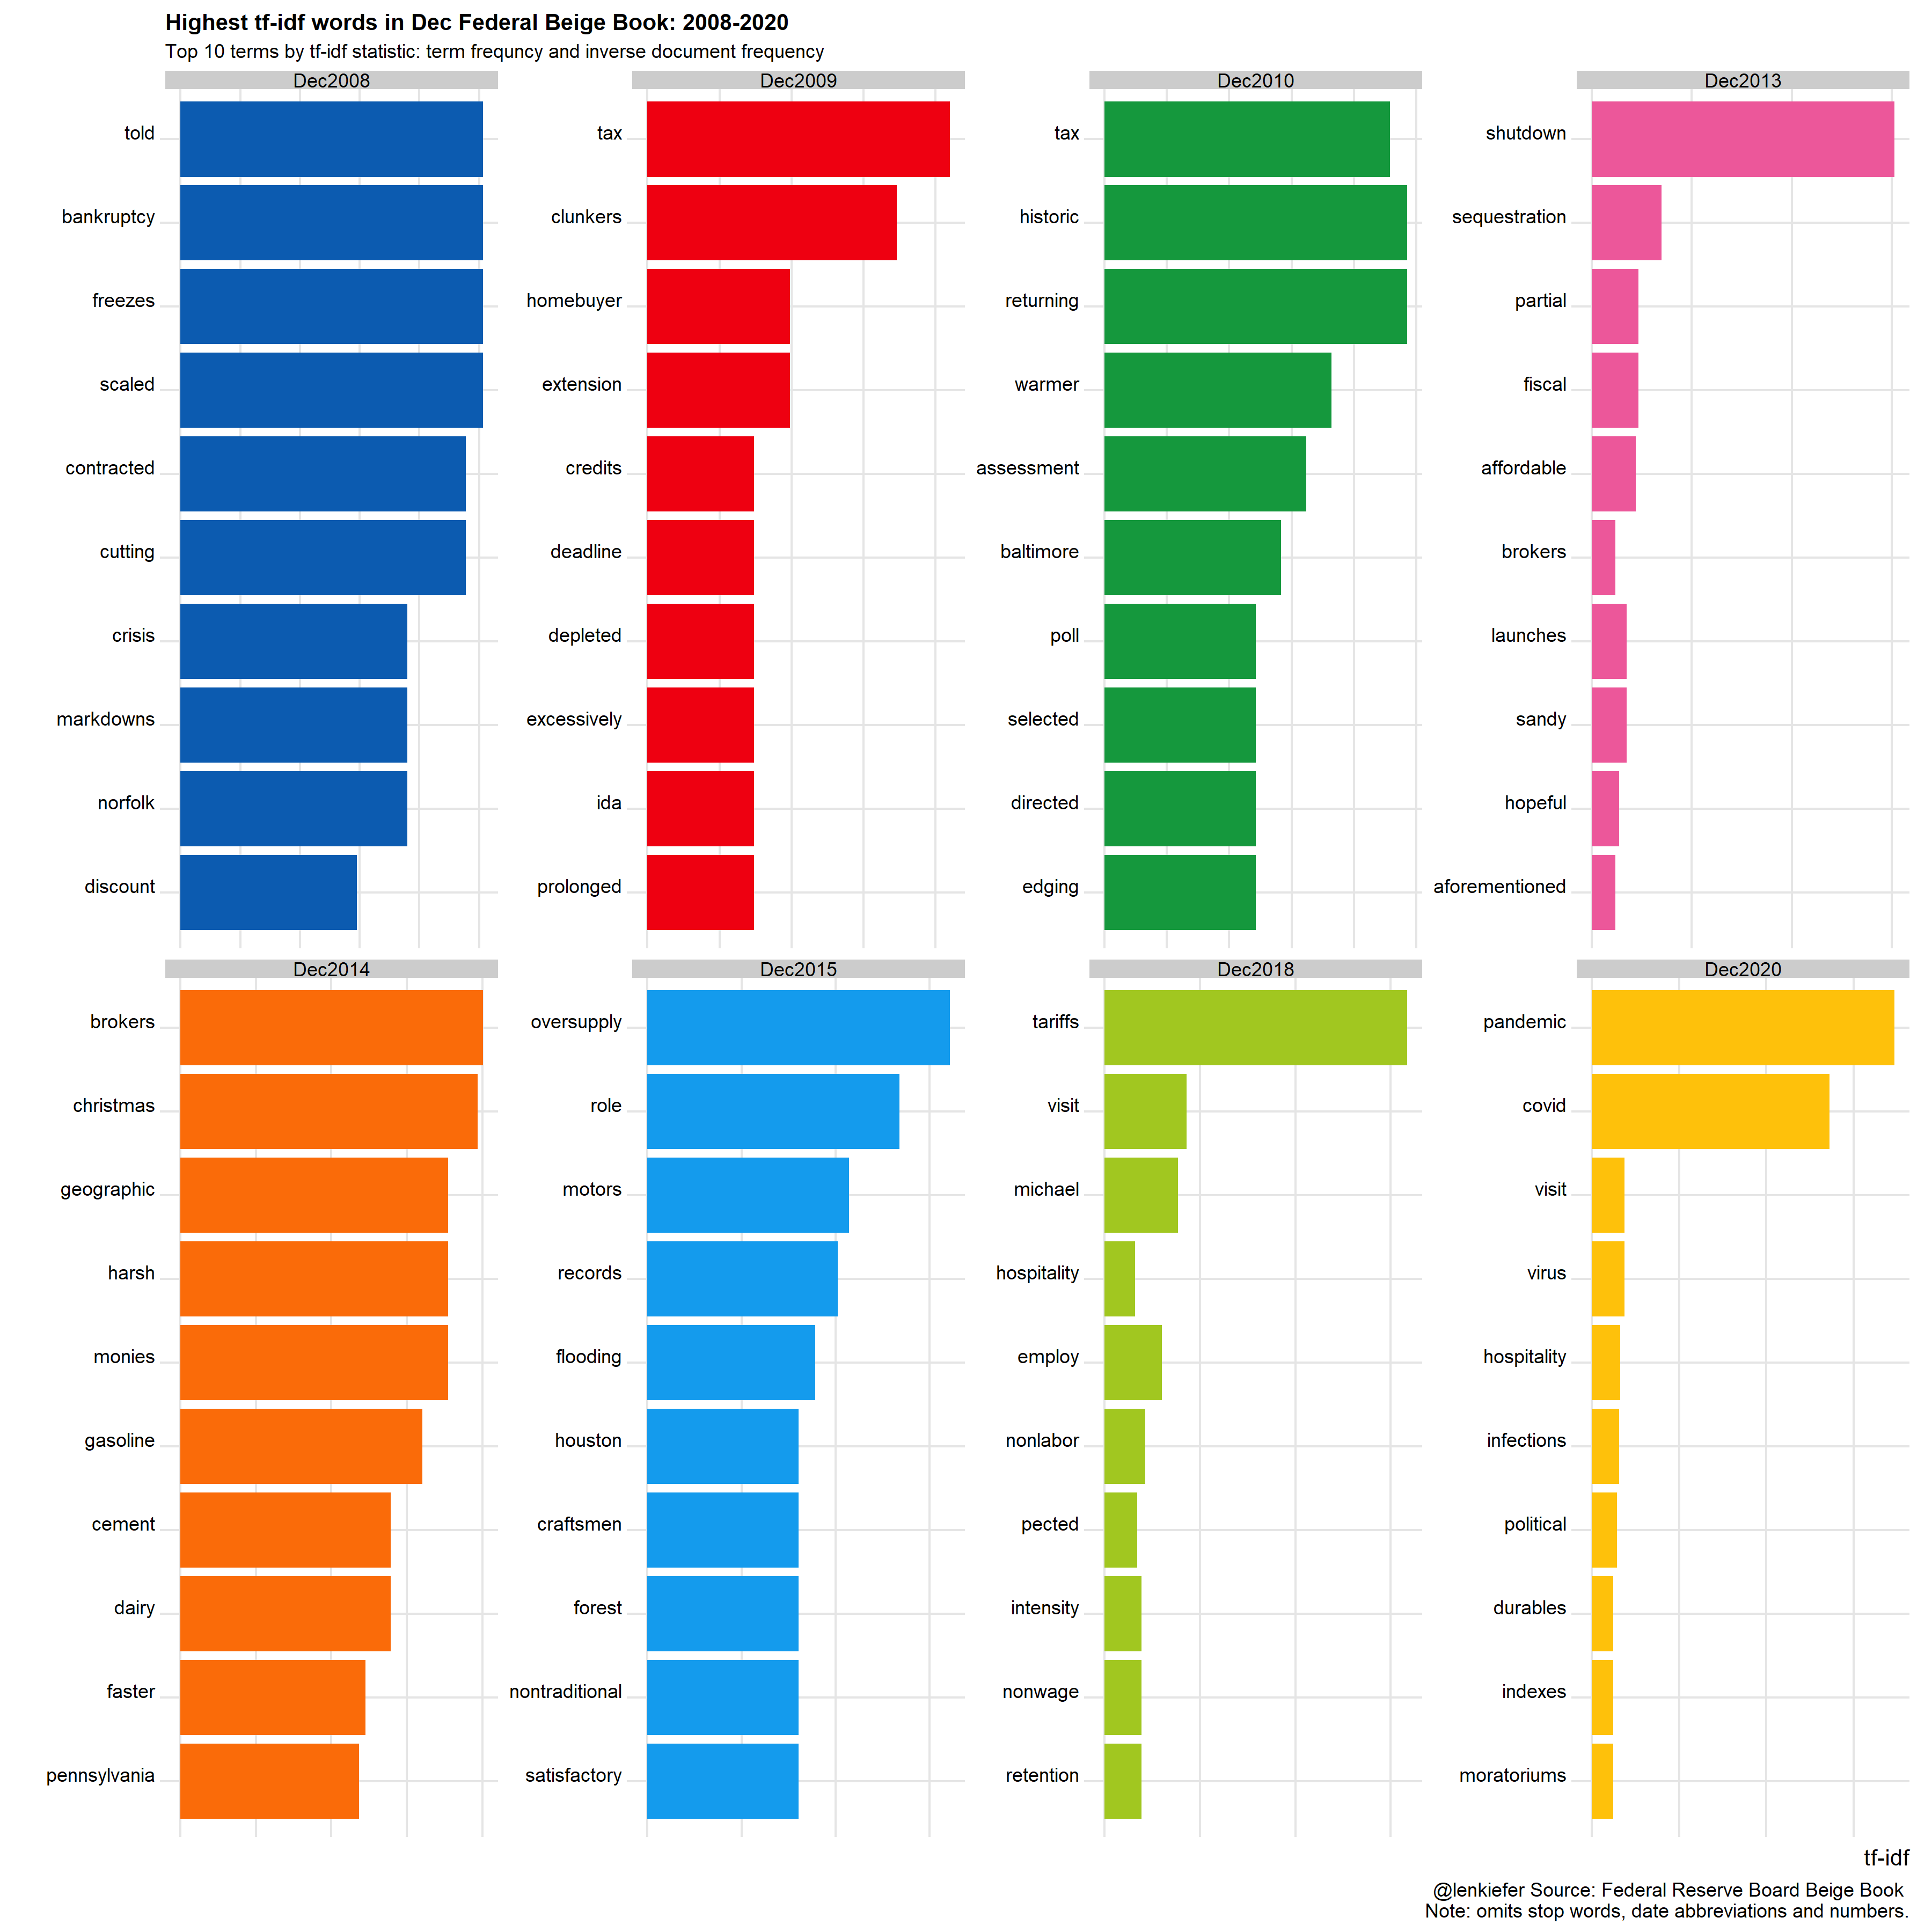 Highest tf-idf words in Dec Federal Beige Book: 2008-2020
Top 10 terms by tf-idf statistic: term frequncy and inverse document frequency
Dec2008
told
bankruptcy
freezes
scaled
contracted
cutting
crisis
markdowns
norfolk
discount
Dec2009
tax
clunkers
homebuyer
extension
credits
deadline
depleted
excessively
ida
prolonged
Dec2010
tax
historic
returning
warmer
assessment
baltimore
poll
selected
directed
edging
Dec2013
shutdown
sequestration
partial
fiscal
affordable
brokers
launches
sandy
hopeful
aforementioned
Dec2014
brokers
christmas
geographic
harsh
monies
gasoline
cement
dairy
faster
pennsylvania
Dec2015
oversupply
role
motors
records
flooding
houston
craftsmen
forest
nontraditional
satisfactory
Dec2018
tariffs
visit
michael
hospitality
employ
nonlabor
pected
intensity
nonwage
retention
Dec2020
pandemic
covid
visit
virus
hospitality
infections
political
durables
indexes
moratoriums
tf-idf
@lenkiefer Source: Federal Reserve Board Beige Book
Note: omits stop words, date abbreviations and numbers.